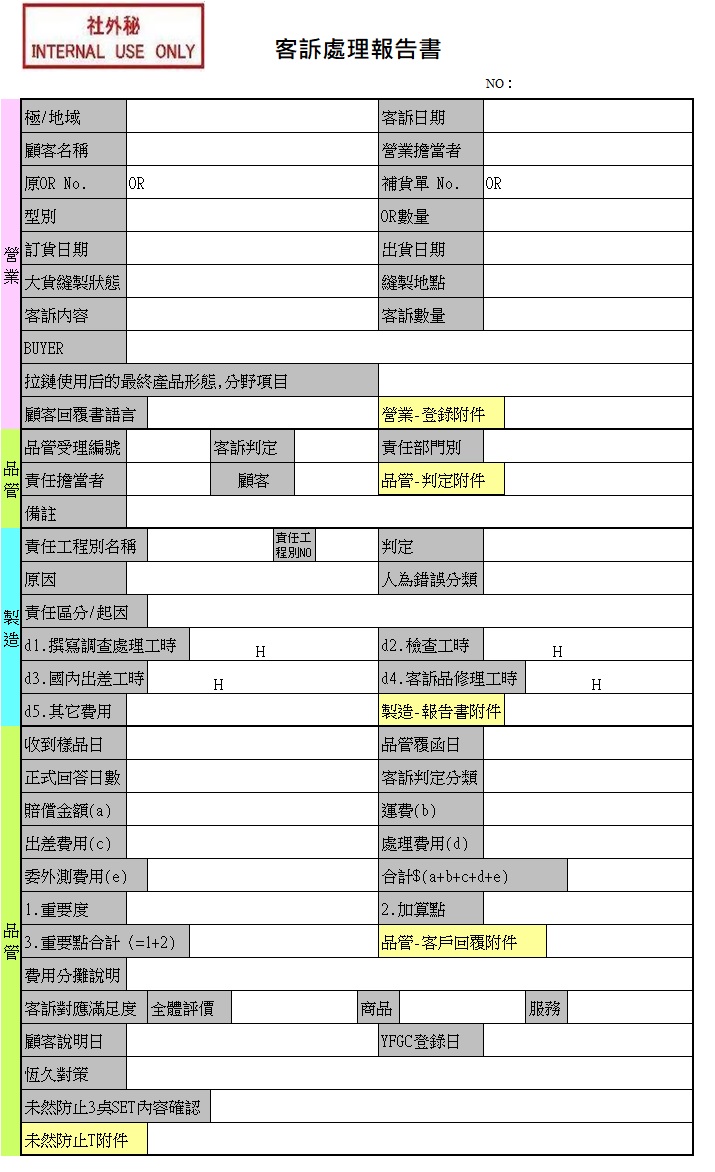 社外秘
INTERNAL USE ONLY
客訴處理報告書
NO：
營業
極/地域 客訴日期
顧客名稱 營業擔當者
原OR No. OR 補貨單 No. OR
型別 OR數量
訂貨日期 出貨日期
大貨縫製狀態 縫製地點
客訴內容 客訴數量
BUYER
拉鏈使用后的最終產品形態,分野項目
顧客回覆書語言 營業-登錄附件
品管
品管受理編號 客訴判定 責任部門別
責任擔當者 顧客 品管-判定附件
備註
製造
責任工程別名稱 責任工程別NO 判定
原因 人為錯誤分類
責任區分/起因
d1.撰寫調查處理工時 H d2.檢查工時 H
d3.國內出差工時 H d4.客訴品修理工時 H
d5.其它費用 製造-報告書附件
品管
收到樣品日 品管覆函日
正式回答日數 客訴判定分類
賠償金額(a) 運費(b)
出差費用(c) 處理費用(d)
委外測費用(e) 合計$(a+b+c+d+e)
1.重要度 2.加算點
3.重要點合計 (=1+2) 品管-客戶回覆附件
費用分攤說明
客訴對應滿足度 全體評價 商品 服務
顧客說明日 YFGC登錄日
恆久對策
未然防止3桌SET內容確認
未然防止T附件